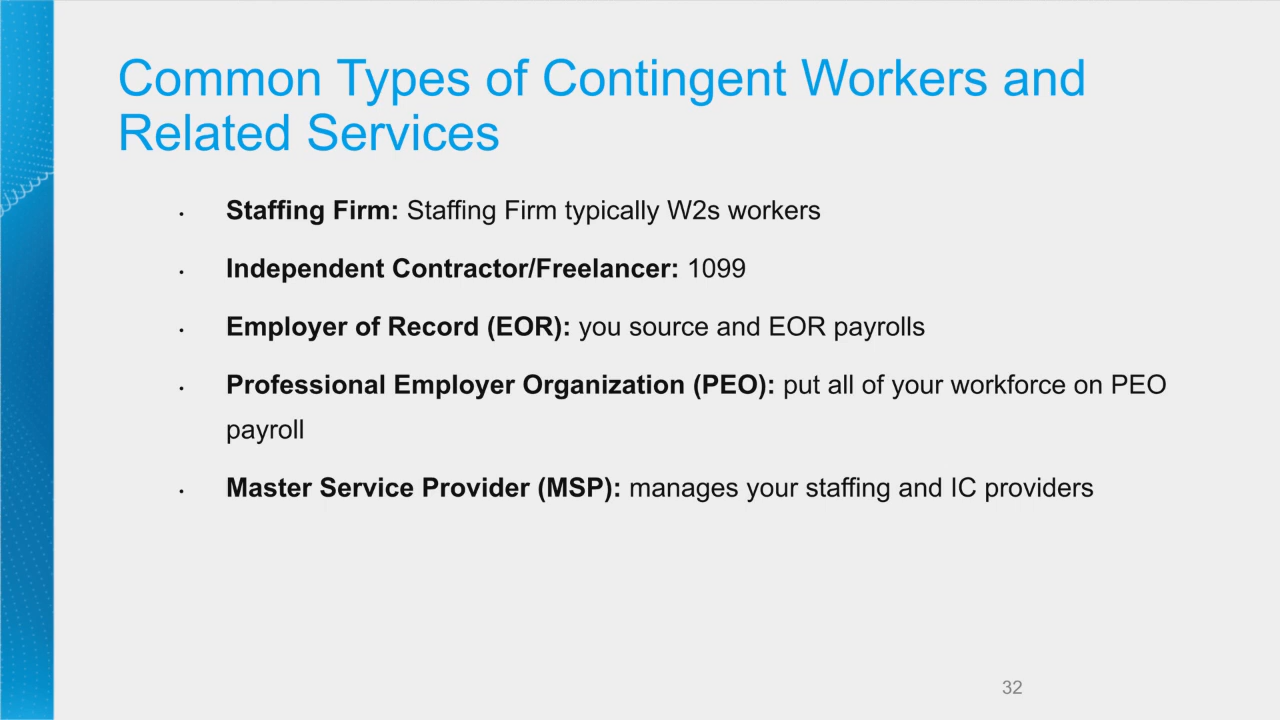 Common Types of Contingent Workers and
Related Services
• Staffing Firm: Staffing Firm typically W2s workers
• Independent Contractor/Freelancer: 1099
• Employer of Record (EOR): you source and EOR payrolls
• Professional Employer Organization (PEO): put all of your workforce on PEO
payroll
• Master Service Provider (MSP): manages your staffing and IC providers
32